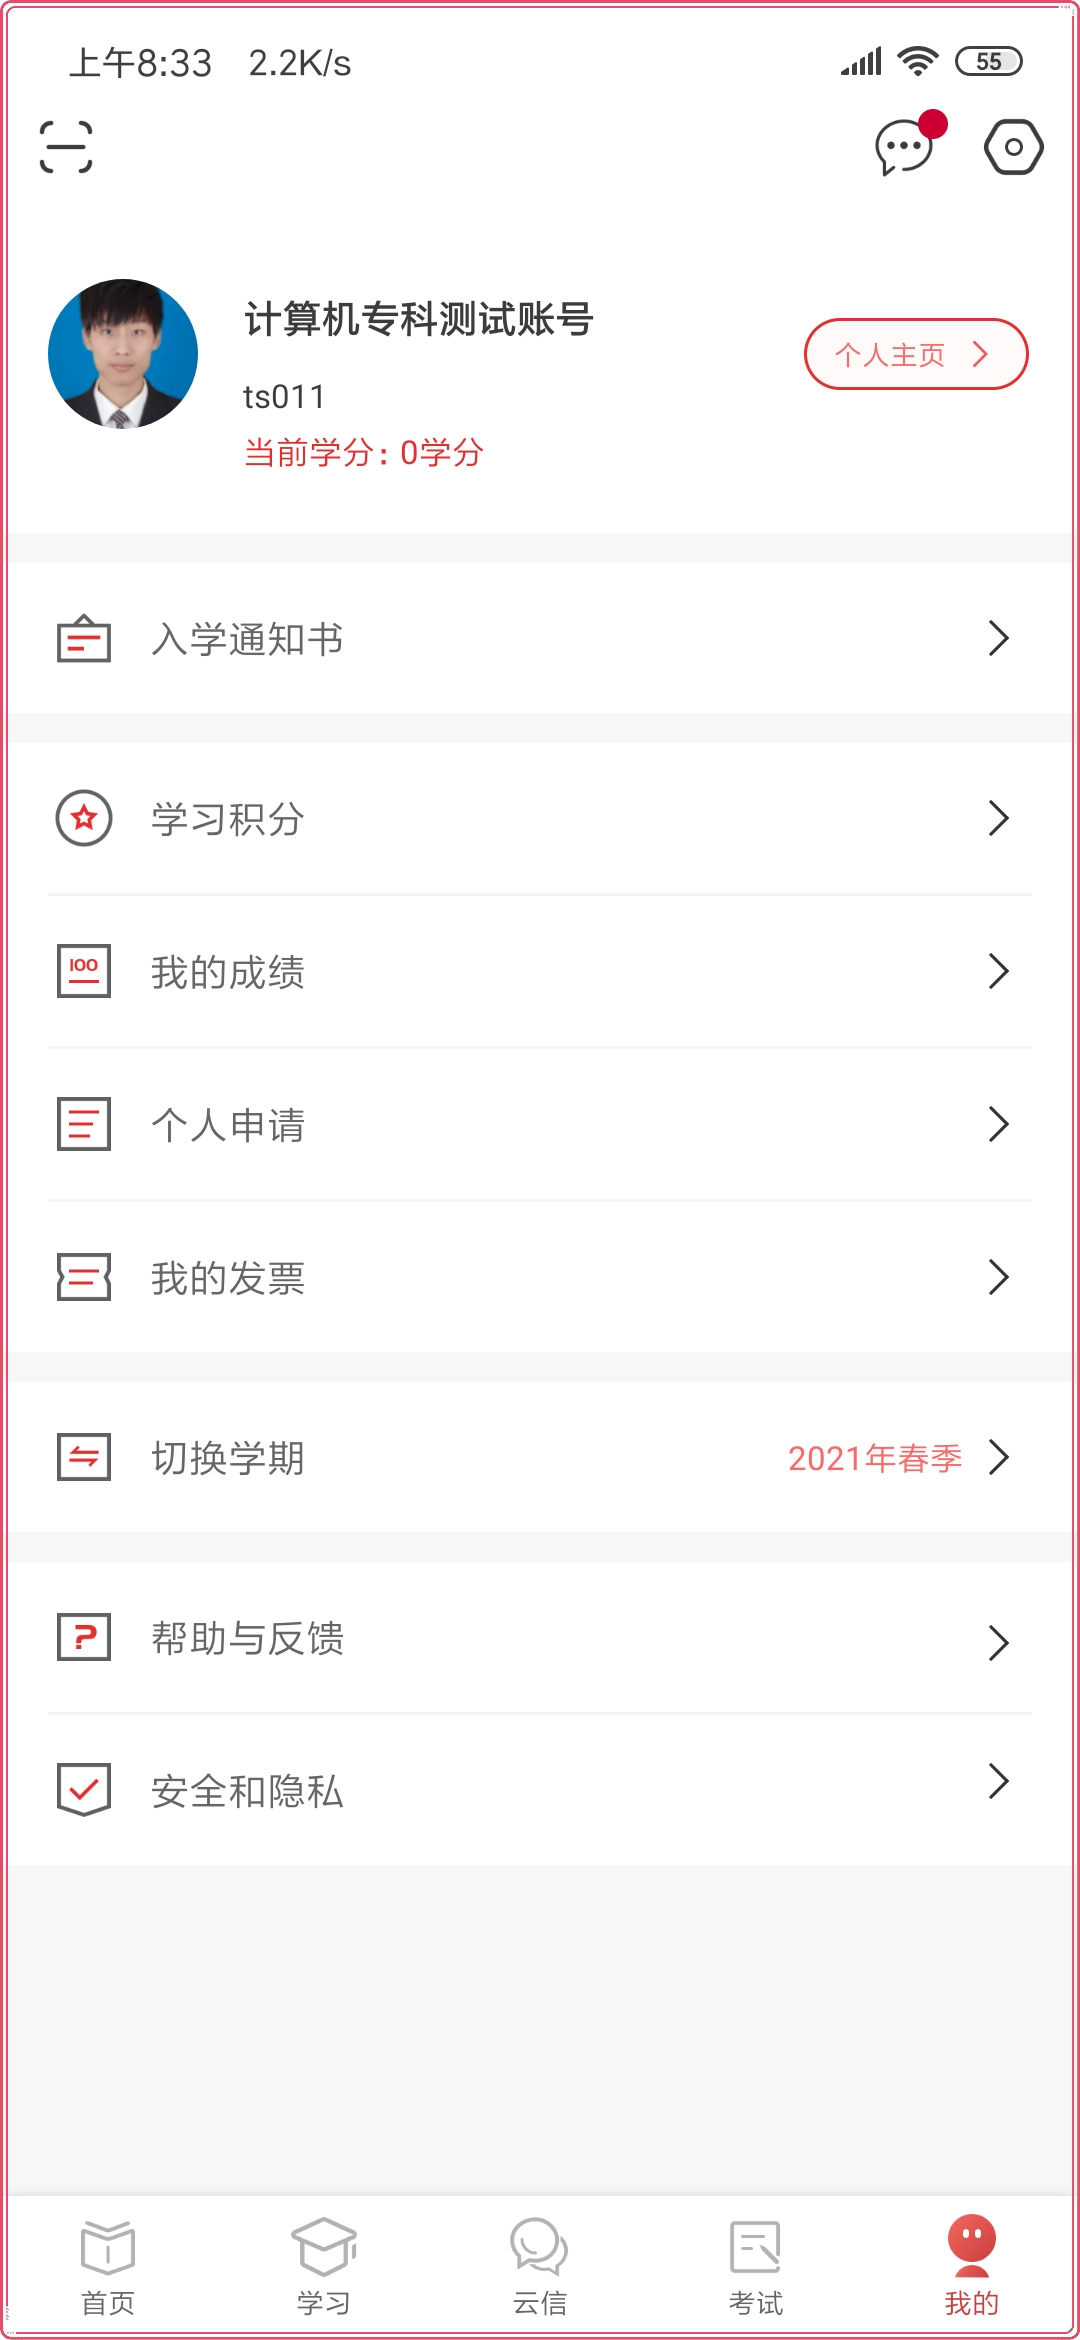 上午8:33 2.2K/s 55
计算机专科测试账号
ts011
当前学分：0学分
个人主页
入学通知书
学习积分
100
我的成绩
个人申请
我的发票
切换学期 2021年春季
?
帮助与反馈
安全和隐私
首页 学习 云信 考试 我的